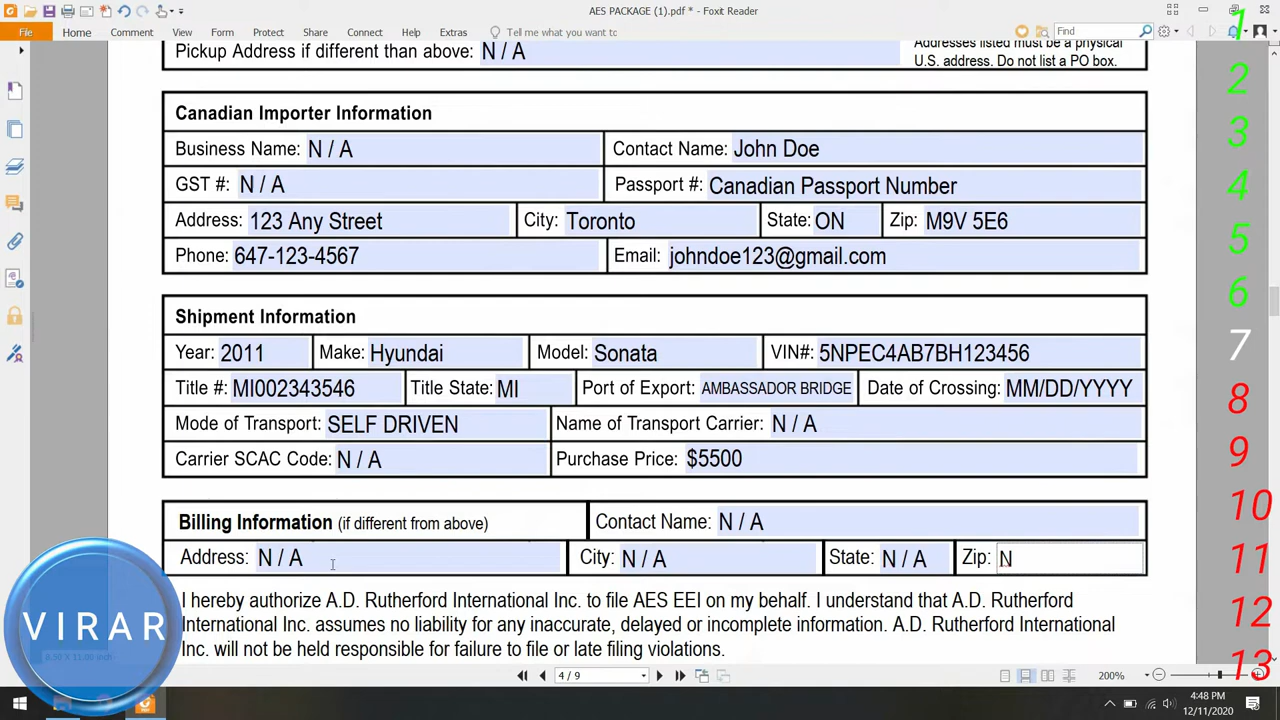 AES PACKAGE (1).pdf * - Foxit Reader
File Home Comment View Form Protect Share Connect Help Extras Tell me what you want to
Find
Pickup Address if different than above: N / A
Addresses listed must be a physical
U.S. address. Do not list a PO box.
Canadian Importer Information
Business Name: N / A Contact Name: John Doe
GST #: N / A Passport #: Canadian Passport Number
Address: 123 Any Street City: Toronto State: ON Zip: M9V 5E6
Phone: 647-123-4567 Email: johndoe123@gmail.com
Shipment Information
Year: 2011 Make: Hyundai Model: Sonata VIN#: 5NPEC4AB7BH123456
Title #: MI002343546 Title State: MI Port of Export: AMBASSADOR BRIDGE Date of Crossing: MM/DD/YYYY
Mode of Transport: SELF DRIVEN Name of Transport Carrier: N / A
Carrier SCAC Code: N / A Purchase Price: $5500
Billing Information (if different from above) Contact Name: N / A
Address: N / A City: N / A State: N / A Zip: N
I hereby authorize A.D. Rutherford International Inc. to file AES EEI on my behalf. I understand that A.D. Rutherford
International Inc. assumes no liability for any inaccurate, delayed or incomplete information. A.D. Rutherford International
Inc. will not be held responsible for failure to file or late filing violations.
1
2
3
4
5
6
7
8
9
10
11
12
13
VIRAR
8.50 X 11.00 inch
4 / 9
200%
4:48 PM
12/11/2020